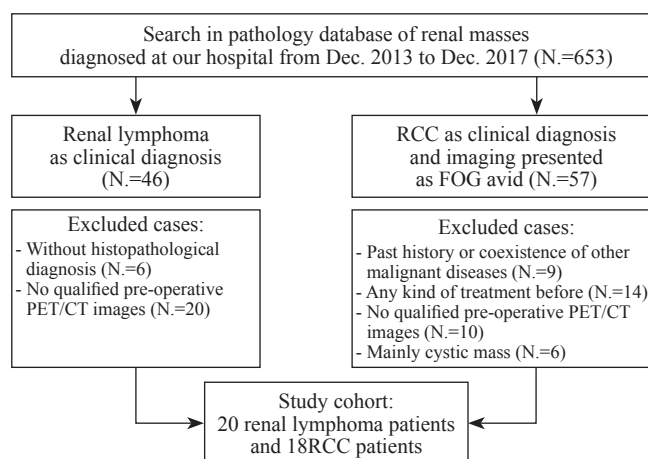 Search in pathology database of renal masses
diagnosed at our hospital from Dec. 2013 to Dec. 2017 (N.=653)
Renal lymphoma
as clinical diagnosis
(N.=46)
RCC as clinical diagnosis
and imaging presented
as FOG avid (N.=57)
Excluded cases:
- Without histopathological
diagnosis (N.=6)
- No qualified pre-operative
PET/CT images (N.=20)
Excluded cases:
- Past history or coexistence of other
malignant diseases (N.=9)
- Any kind of treatment before (N.=14)
- No qualified pre-operative PET/CT
images (N.=10)
- Mainly cystic mass (N.=6)
Study cohort:
20 renal lymphoma patients
and 18RCC patients